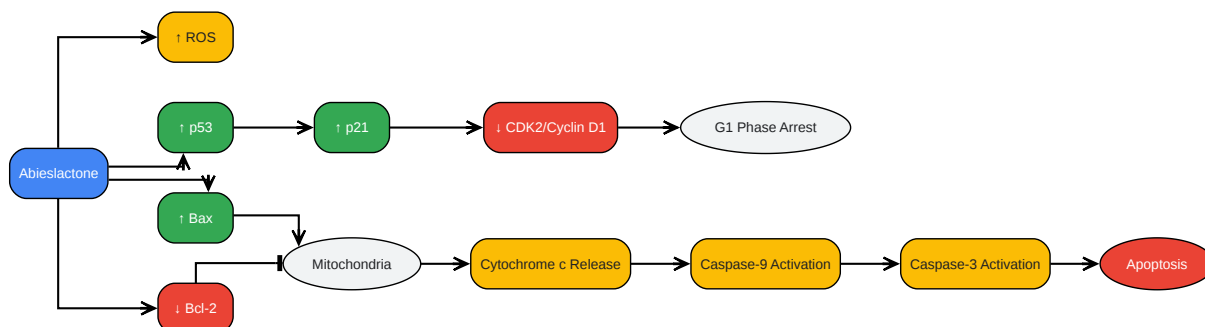 ↑ ROS
↑ p53
↑ p21
↓ CDK2/Cyclin D1
G1 Phase Arrest
Abieslactone
↑ Bax
Mitochondria
Cytochrome c Release
Caspase-9 Activation
Caspase-3 Activation
Apoptosis
↓ Bcl-2